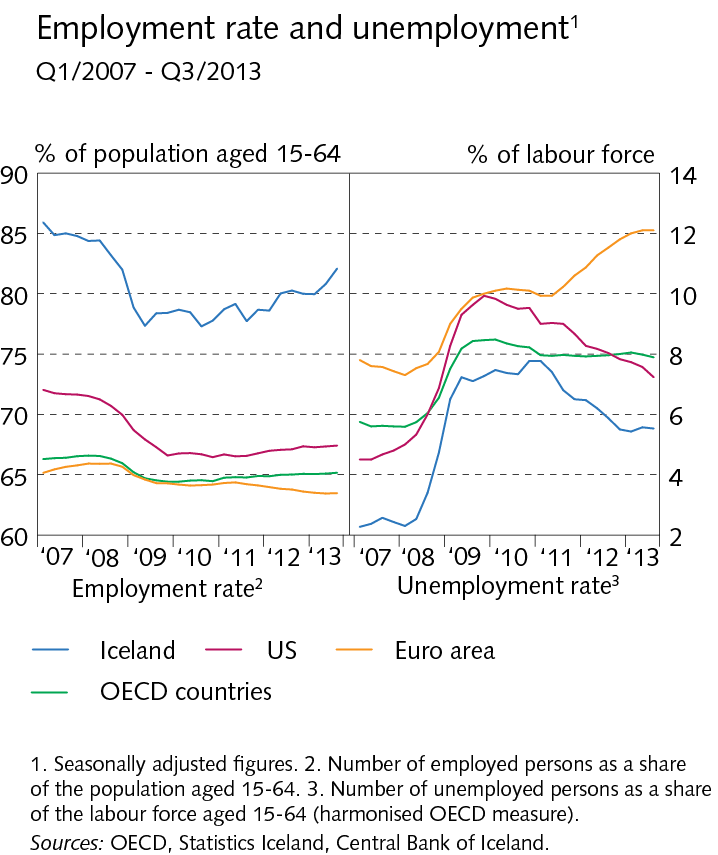 Employment rate and unemployment¹
Q1/2007 - Q3/2013
% of population aged 15-64
% of labour force
90
85
80
75
70
65
60
14
12
10
8
6
4
2
'07 '08 '09 '10 '11 '12 '13
'07 '08 '09 '10 '11 '12 '13
Employment rate²
Unemployment rate³
Iceland US Euro area
OECD countries
1. Seasonally adjusted figures. 2. Number of employed persons as a share
of the population aged 15-64. 3. Number of unemployed persons as a share
of the labour force aged 15-64 (harmonised OECD measure).
Sources: OECD, Statistics Iceland, Central Bank of Iceland.